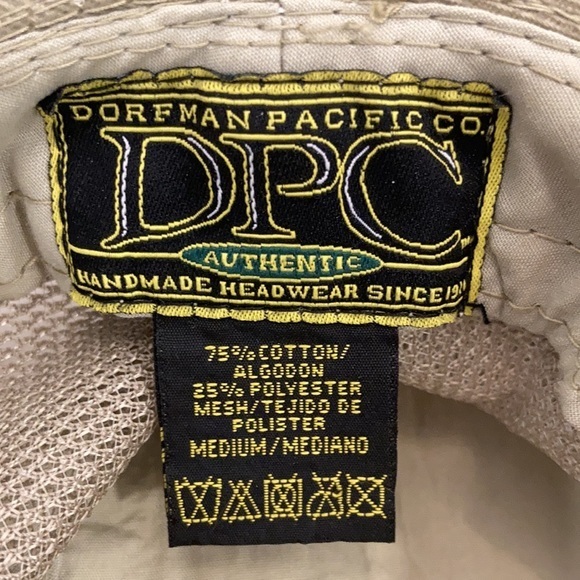 DORFMAN PACIFIC CO.
DPC
AUTHENTIC
HANDMADE HEADWEAR SINCE
75% COTTON/
ALGODON
25% POLYESTER
MESH/TEJIDO DE
POLISTER
MEDIUM/MEDIANO